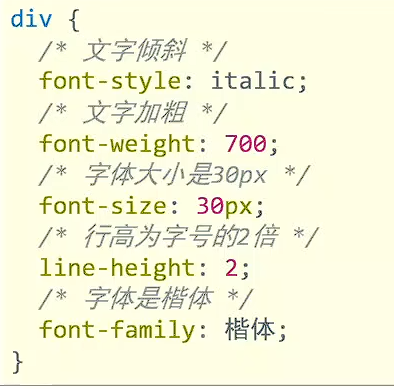 div {
/* 文字倾斜 */
font-style: italic;
/* 文字加粗 */
font-weight: 700;
/* 字体大小是30px */
font-size: 30px;
/* 行高为字号的2倍 */
line-height: 2;
/* 字体是楷体 */
font-family: 楷体;
}